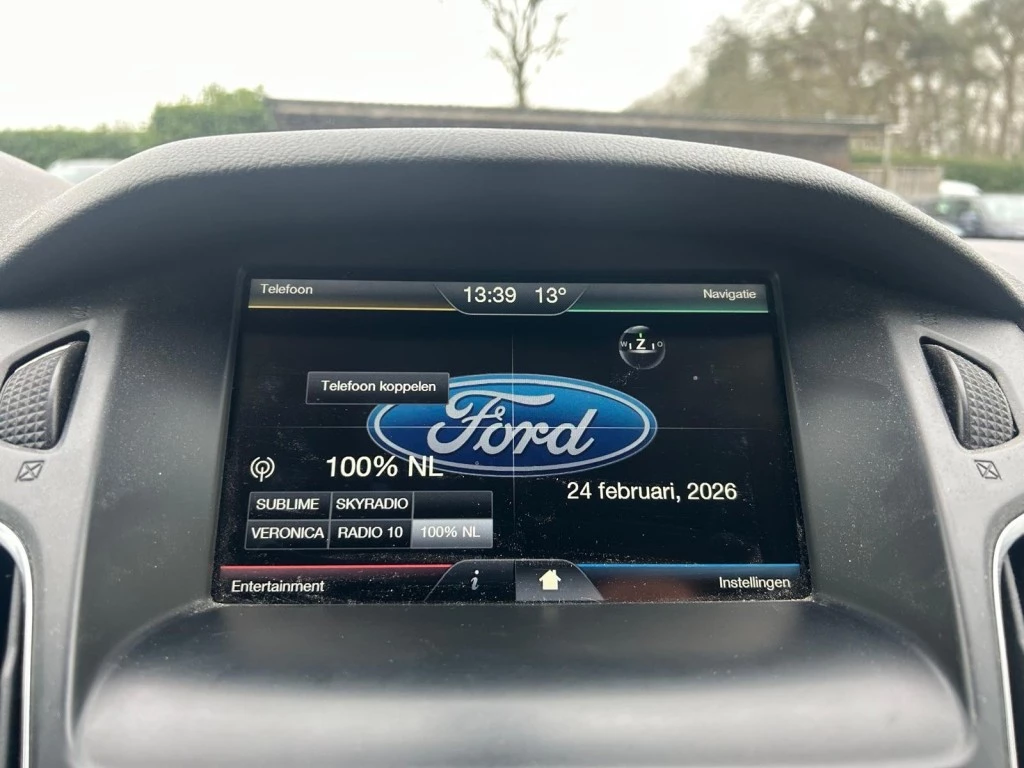 Telefoon
13:39 13°
Navigatie
W Z O
Telefoon koppelen
Ford
100% NL
24 februari, 2026
SUBLIME SKYRADIO
VERONICA RADIO 10 100% NL
Entertainment
i
Instellingen